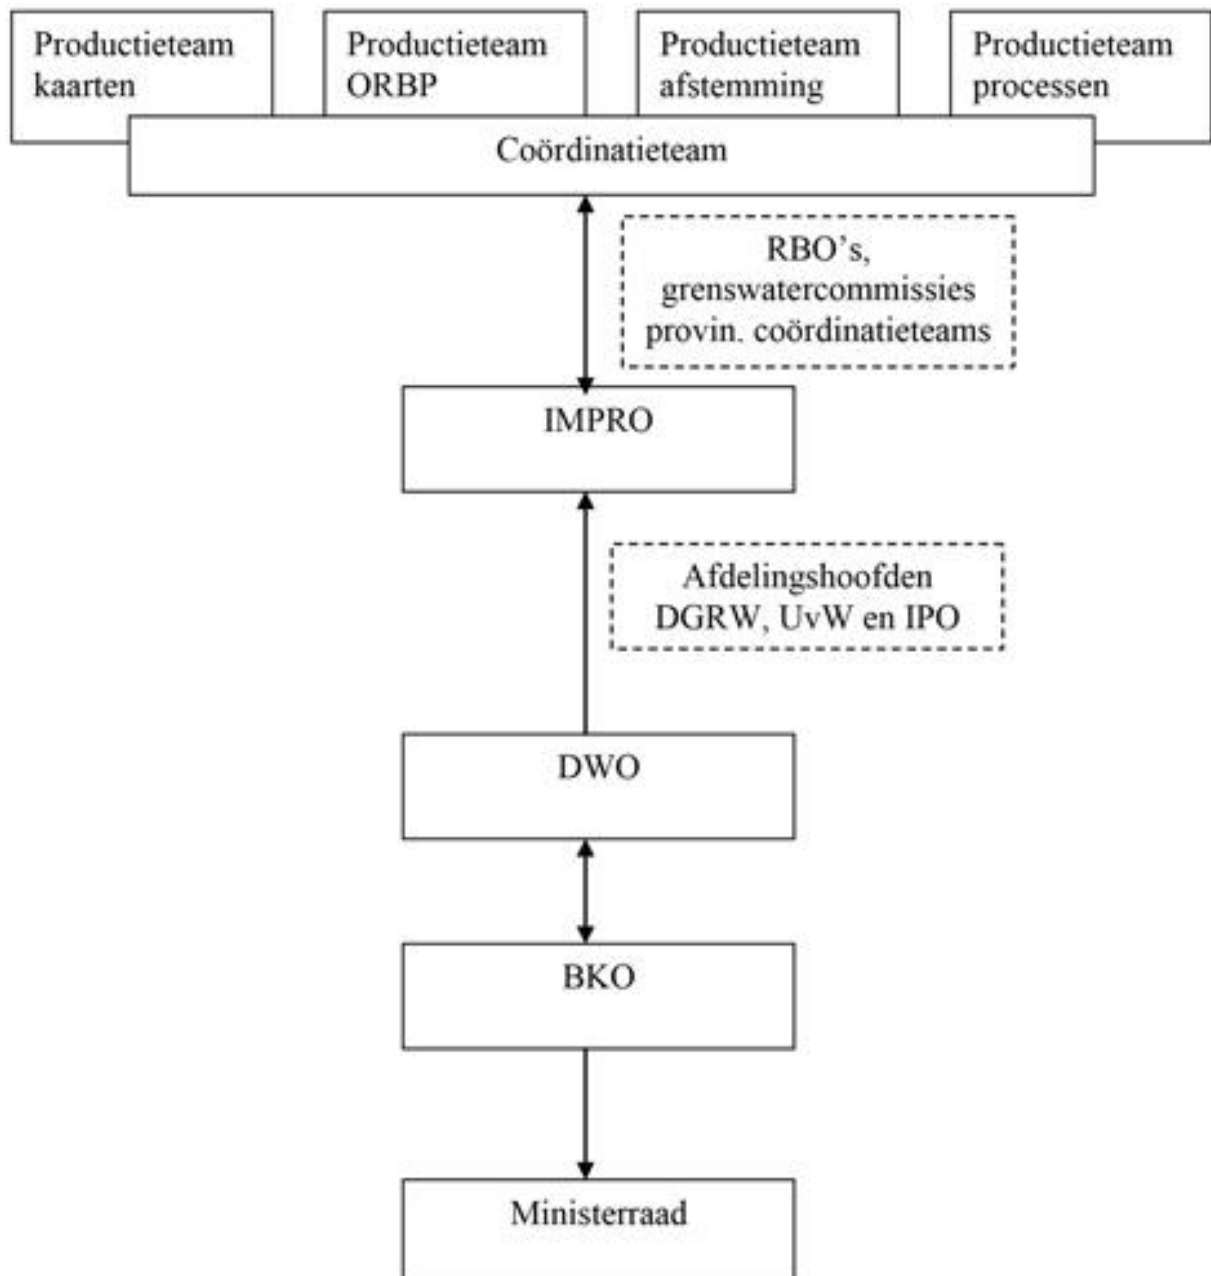 Productieteam
kaarten
Productieteam
ORBP
Productieteam
afstemming
Productieteam
processen
Coördinatieteam
RBO’s,
grenswatercommissies
provin. coördinatieteams
IMPRO
Afdelingshoofden
DGRW, UvW en IPO
DWO
BKO
Ministerraad